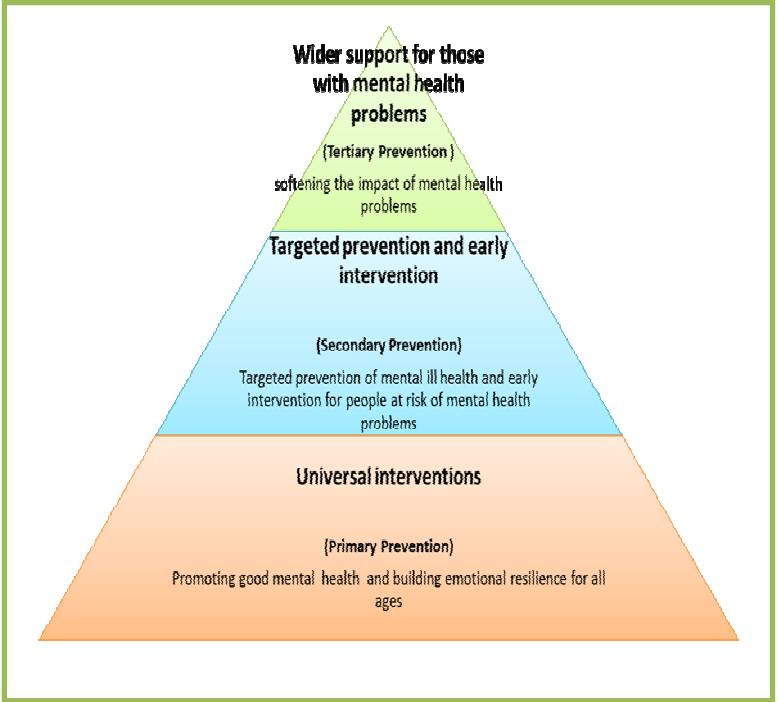 Wider support for those
with mental health
problems
(Tertiary Prevention )
softening the impact of mental health
problems
Targeted prevention and early
intervention
(Secondary Prevention)
Targeted prevention of mental ill health and early
intervention for people at risk of mental health
problems
Universal interventions
(Primary Prevention)
Promoting good mental health and building emotional resilience for all
ages